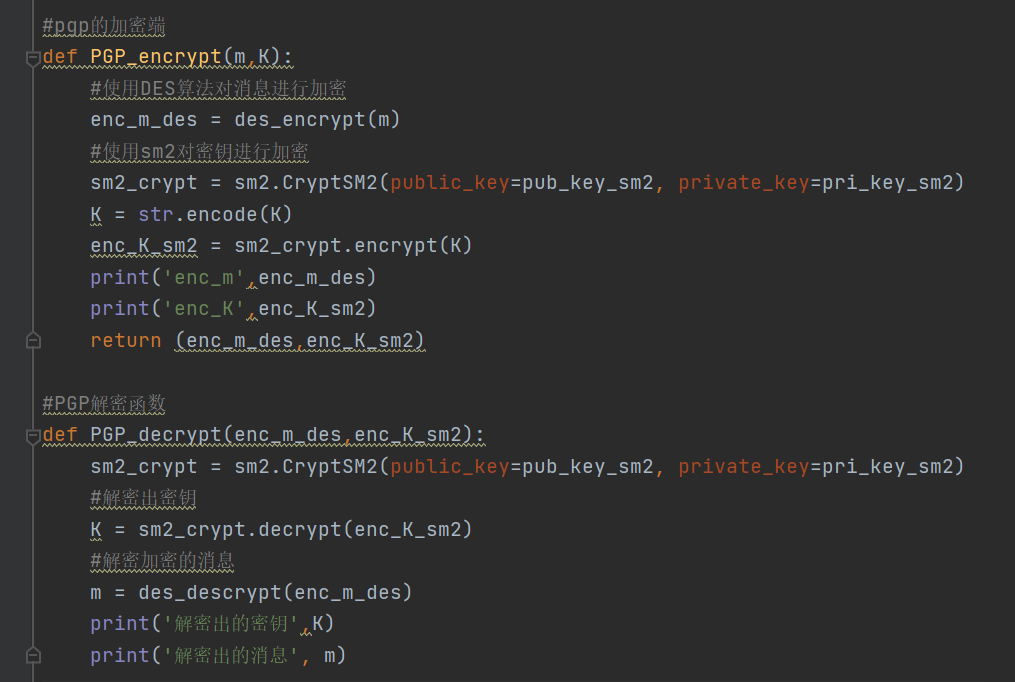 #pgp的加密端
def PGP_encrypt(m,K):
    #使用DES算法对消息进行加密
    enc_m_des = des_encrypt(m)
    #使用sm2对密钥进行加密
    sm2_crypt = sm2.CryptSM2(public_key=pub_key_sm2, private_key=pri_key_sm2)
    K = str.encode(K)
    enc_K_sm2 = sm2_crypt.encrypt(K)
    print('enc_m',enc_m_des)
    print('enc_K',enc_K_sm2)
    return (enc_m_des,enc_K_sm2)
#PGP解密函数
def PGP_decrypt(enc_m_des,enc_K_sm2):
    sm2_crypt = sm2.CryptSM2(public_key=pub_key_sm2, private_key=pri_key_sm2)
    #解密出密钥
    K = sm2_crypt.decrypt(enc_K_sm2)
    #解密加密的消息
    m = des_descrypt(enc_m_des)
    print('解密出的密钥',K)
    print('解密出的消息', m)